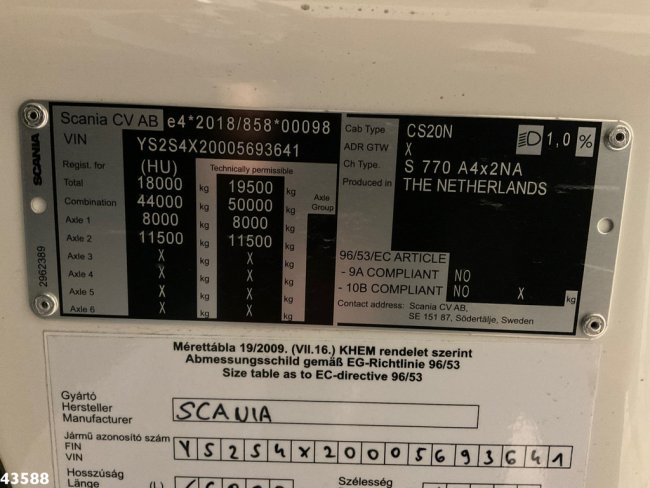 SCANIA
2962389
Scania CV AB e4*2018/858*00098
VIN YS2S4X20005693641
Regist. for (HU) Technically permissible
Total 18000 kg 19500 kg Axle Group
Combination 44000 kg 50000 kg
Axle 1 8000 kg 8000 kg
Axle 2 11500 kg 11500 kg
Axle 3 X kg X kg
Axle 4 X kg X kg
Axle 5 X kg X kg
Axle 6 X kg X kg
Cab Type CS20N 1,0 %
ADR GTW X
Ch Type S 770 A4x2NA
Produced in THE NETHERLANDS
96/53/EC ARTICLE
- 9A COMPLIANT NO
- 10B COMPLIANT NO X kg
Contact address: Scania CV AB,
SE 151 87, Södertälje, Sweden
Mérettábla 19/2009. (VII.16.) KHEM rendelet szerint
Abmessungsschild gemäß EG-Richtlinie 96/53
Size table as to EC-directive 96/53
Gyártó
Hersteller
Manufacturer SCANIA
Jármű azonosító szám
FIN
VIN YS2S4X20005693641
Hosszúság
Länge (L)
Szélesség
43588